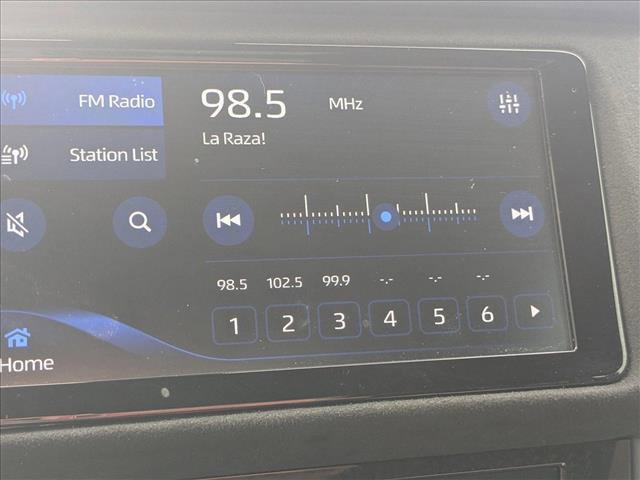 FM Radio
Station List
98.5 MHz
La Raza!
98.5 102.5 99.9 -.- -.- -.-
1 2 3 4 5 6
Home